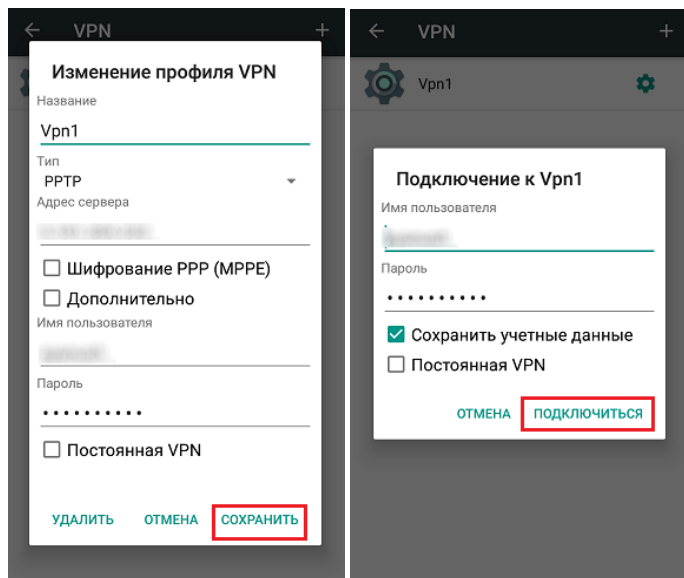 VPN
Изменение профиля VPN
Название
Vpn1
Тип
PPTP
Адрес сервера
Шифрование PPP (MPPE)
Дополнительно
Имя пользователя
Пароль
Постоянная VPN
УДАЛИТЬ ОТМЕНА СОХРАНИТЬ
VPN
Vpn1
Подключение к Vpn1
Имя пользователя
Пароль
Сохранить учетные данные
Постоянная VPN
ОТМЕНА ПОДКЛЮЧИТЬСЯ